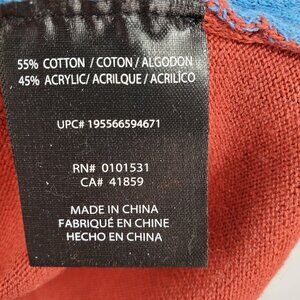 55% COTTON / COTON / ALGODON
45% ACRYLIC/ ACRILQUE / ACRILICO
UPC# 195566594671
RN# 0101531
CA# 41859
MADE IN CHINA
FABRIQUÉ EN CHINE
HECHO EN CHINA